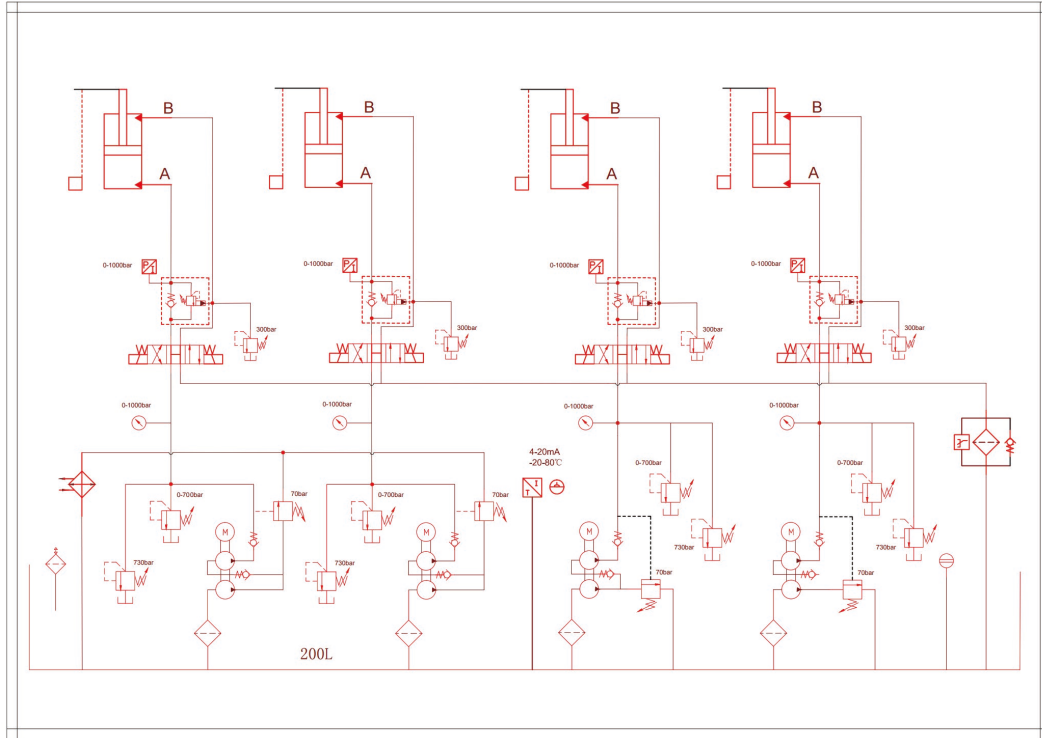 B
B
B
B
A
A
A
A
0-1000bar
P
I
0-1000bar
P
I
0-1000bar
P
I
0-1000bar
P
I
300bar
300bar
300bar
300bar
0-1000bar
0-1000bar
0-1000bar
0-1000bar
4-20mA
-20-80℃
I
T
0-700bar
70bar
0-700bar
70bar
0-700bar
0-700bar
M
M
M
M
730bar
730bar
730bar
730bar
70bar
70bar
200L